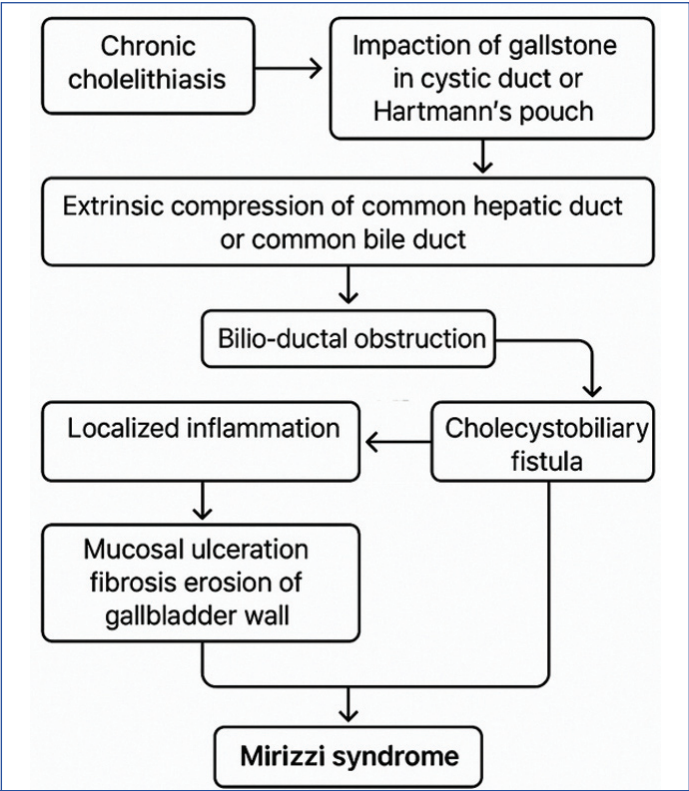 Chronic
cholelithiasis
Impaction of gallstone
in cystic duct or
Hartmann's pouch
Extrinsic compression of common hepatic duct
or common bile duct
Bilio-ductal obstruction
Localized inflammation
Cholecystobiliary
fistula
Mucosal ulceration
fibrosis erosion of
gallbladder wall
Mirizzi syndrome